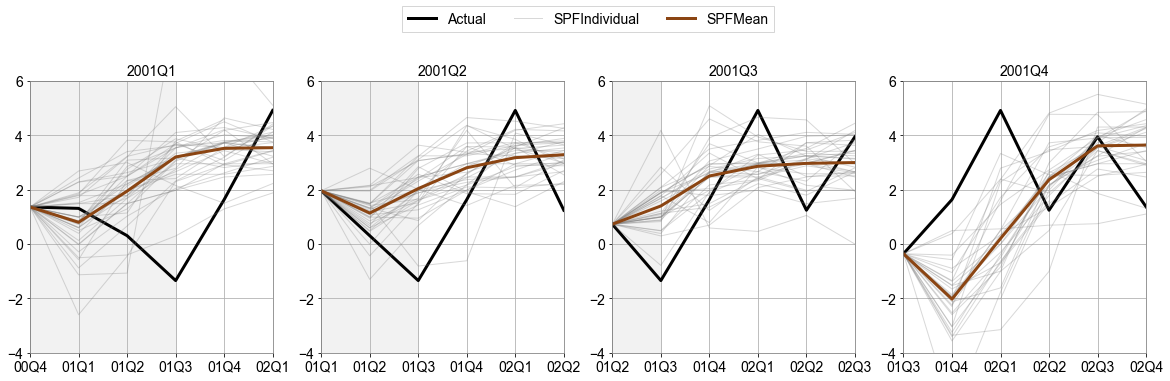 Actual SPFIndividual SPFMean
2001Q1 2001Q2 2001Q3 2001Q4
6 6 6 6
4 4 4 4
2 2 2 2
0 0 0 0
−2 −2 −2 −2
−4 −4 −4 −4
00Q4 01Q1 01Q2 01Q3 01Q4 02Q1 01Q1 01Q2 01Q3 01Q4 02Q1 02Q2 01Q2 01Q3 01Q4 02Q1 02Q2 02Q3 01Q3 01Q4 02Q1 02Q2 02Q3 02Q4